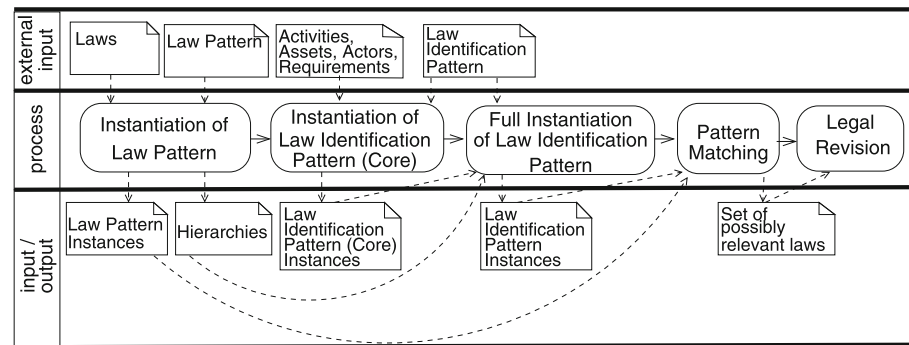 external
input
Laws
Law Pattern
Activities,
Assets, Actors,
Requirements
Law
Identification
Pattern
process
Instantiation of
Law Pattern
Instantiation of
Law Identification
Pattern (Core)
Full Instantiation
of Law Identification
Pattern
Pattern
Matching
Legal
Revision
input /
output
Law Pattern
Instances
Hierarchies
Law
Identification
Pattern (Core)
Instances
Law
Identification
Pattern
Instances
Set of
possibly
relevant laws